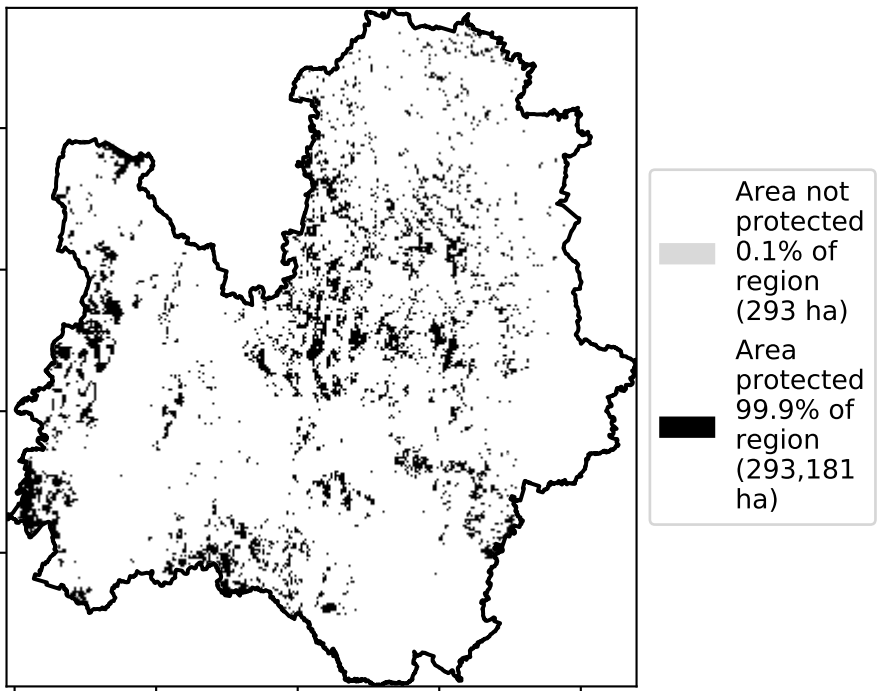 Area not
protected
0.1% of
region
(293 ha)
Area
protected
99.9% of
region
(293,181
ha)